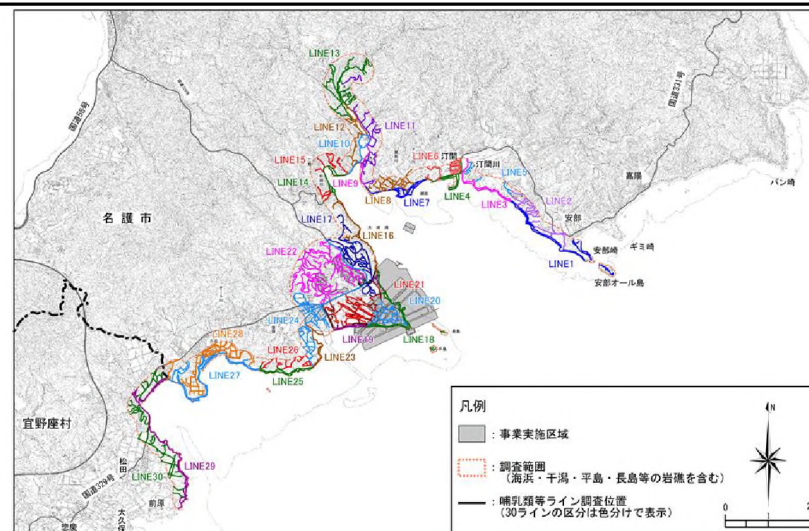 LINE13
国道58号
LINE12
LINE11
LINE10
国道331号
LINE15
LINE14
LINE9
LINE6
汀間
汀間川
LINE5
嘉陽
バン崎
LINE8
LINE7
LINE4
LINE3
LINE2
安部
名護市
LINE17
LINE16
LINE1
安部崎
ギミ崎
安部オール島
LINE22
LINE21
LINE20
LINE24
LINE19
LINE18
LINE28
LINE26
LINE23
LINE27
LINE25
宜野座村
LINE29
LINE30
松田
国道329号
前原
凡例
：事業実施区域
：調査範囲
（海浜・干潟・平島・長島等の岩礁を含む）
：哺乳類等ライン調査位置
（30ラインの区分は色分けで表示）
N
0